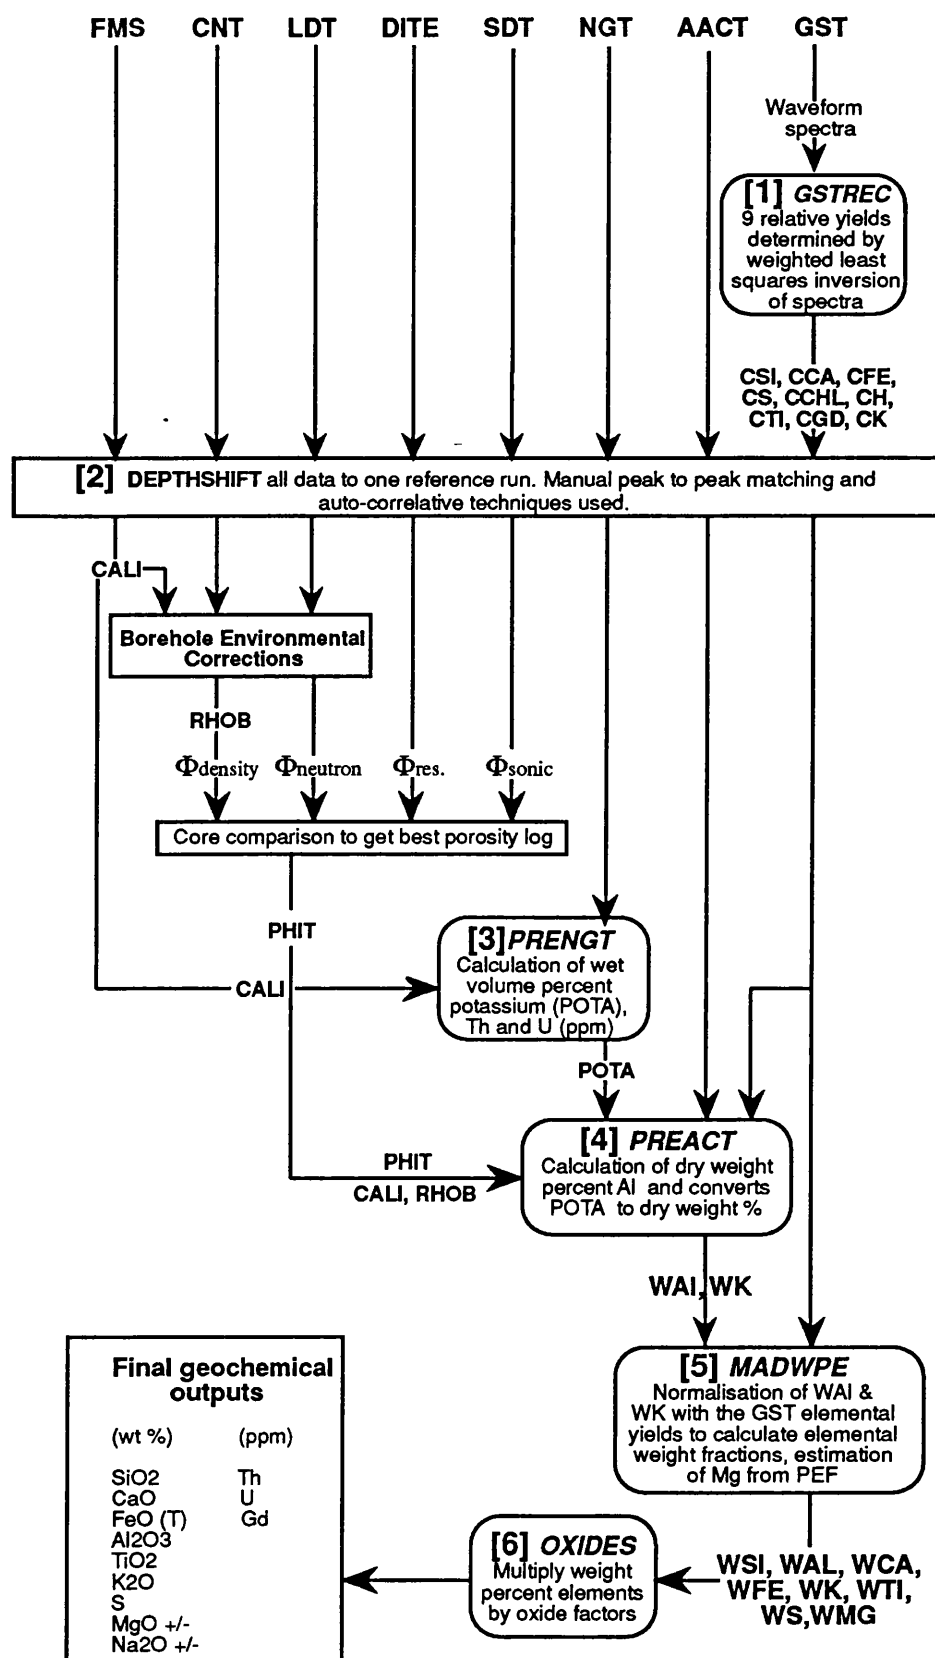 FMS CNT LDT DITE SDT NGT AACT GST
Waveform
spectra
[1] GSTREC
9 relative yields
determined by
weighted least
squares inversion
of spectra
CSI, CCA, CFE,
CS, CCHL, CH,
CTI, CGD, CK
[2] DEPTHSHIFT all data to one reference run. Manual peak to peak matching and
auto-correlative techniques used.
CALI
Borehole Environmental
Corrections
RHOB
Φdensity Φneutron Φres. Φsonic
Core comparison to get best porosity log
PHIT
[3] PRENGT
Calculation of wet
volume percent
potassium (POTA),
Th and U (ppm)
CALI
POTA
[4] PREACT
Calculation of dry weight
percent Al and converts
POTA to dry weight %
PHIT
CALI, RHOB
WAl, WK
[5] MADWPE
Normalisation of WAl &
WK with the GST elemental
yields to calculate elemental
weight fractions, estimation
of Mg from PEF
WSI, WAL, WCA,
WFE, WK, WTI,
WS,WMG
[6] OXIDES
Multiply weight
percent elements
by oxide factors
Final geochemical
outputs
(wt %) (ppm)
SiO2 Th
CaO U
FeO (T) Gd
Al2O3
TiO2
K2O
S
MgO +/-
Na2O +/-